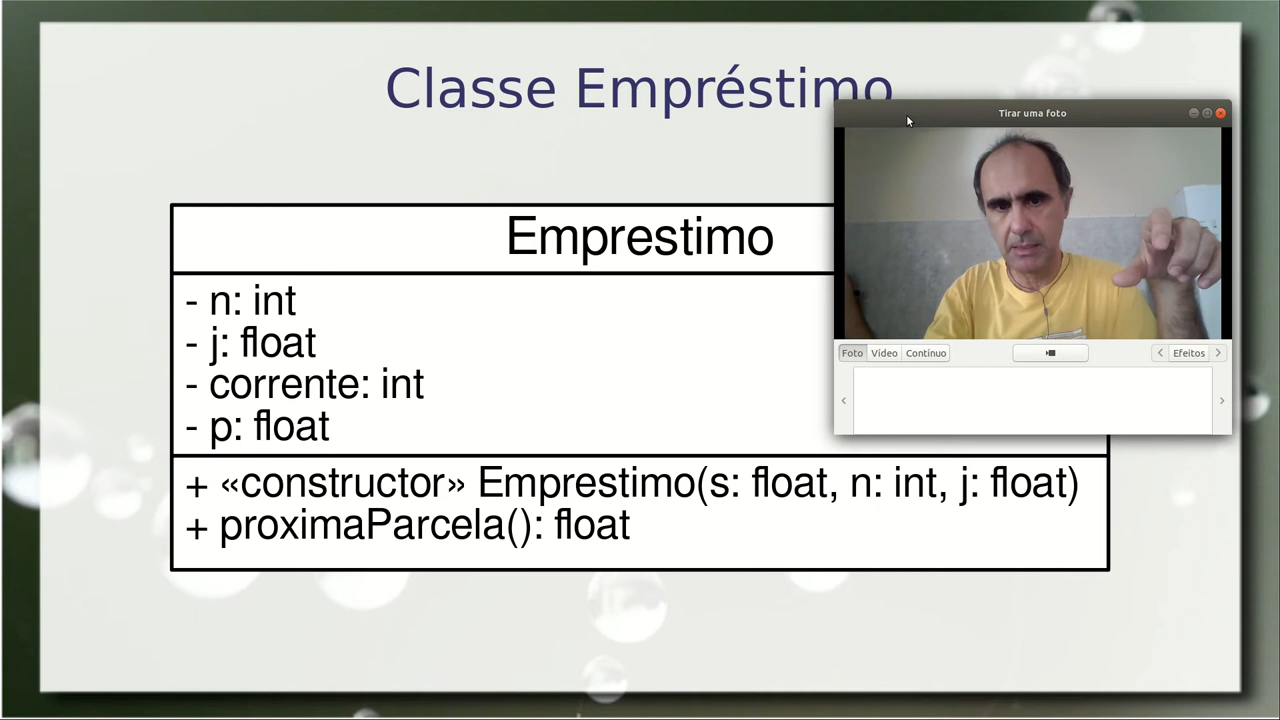 Classe Empréstimo
Tirar uma foto
Emprestimo
- n: int
- j: float
- corrente: int
- p: float
Foto Vídeo Contínuo Efeitos
+ «constructor» Emprestimo(s: float, n: int, j: float)
+ proximaParcela(): float